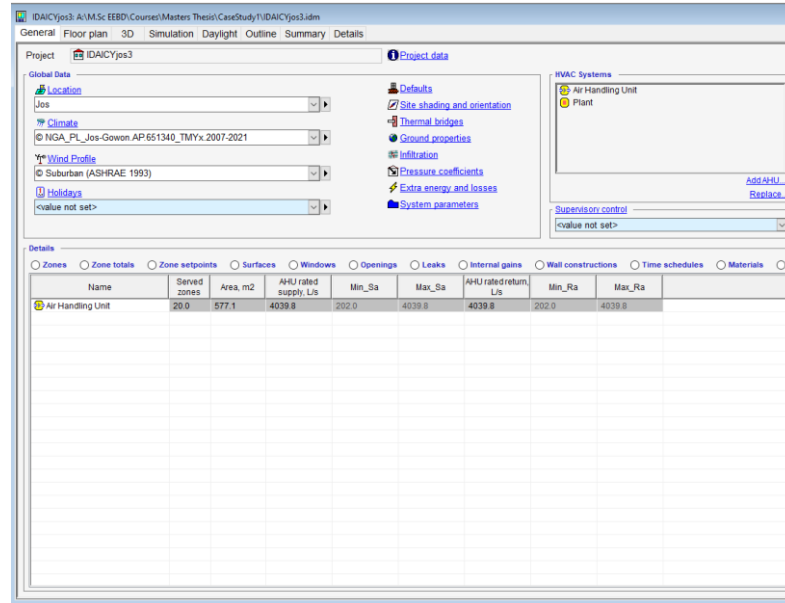 IDAICYjos3: A:\M.Sc EEBD\Courses\Masters Thesis\CaseStudy1\IDAICYjos3.idm
General Floor plan 3D Simulation Daylight Outline Summary Details
Project IDAICYjos3 Project data
Global Data
Location
Jos
Climate
© NGA_PL_Jos-Gowon.AP.651340_TMYx.2007-2021
Wind Profile
© Suburban (ASHRAE 1993)
Holidays
<value not set>
Defaults
Site shading and orientation
Thermal bridges
Ground properties
Infiltration
Pressure coefficients
Extra energy and losses
System parameters
HVAC Systems
Air Handling Unit
Plant
Add AHU...
Replace...
Supervisory control
<value not set>
Details
Zones Zone totals Zone setpoints Surfaces Windows Openings Leaks Internal gains Wall constructions Time schedules Materials
Name Served zones Area, m2 AHU rated supply, L/s Min_Sa Max_Sa AHU rated return, L/s Min_Ra Max_Ra
Air Handling Unit 20.0 577.1 4039.8 202.0 4039.8 4039.8 202.0 4039.8